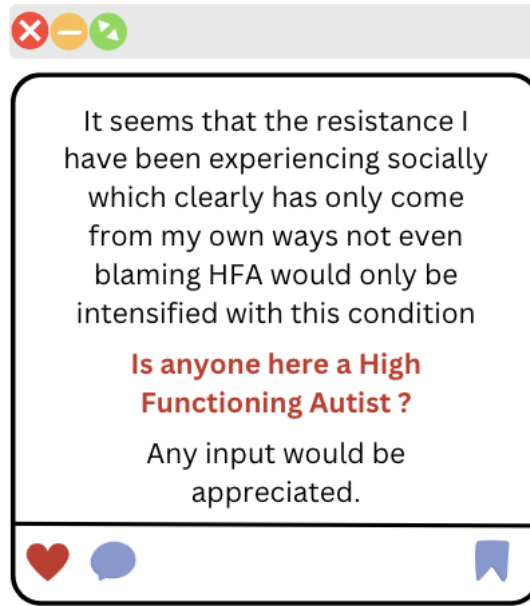 It seems that the resistance I
have been experiencing socially
which clearly has only come
from my own ways not even
blaming HFA would only be
intensified with this condition
Is anyone here a High
Functioning Autist ?
Any input would be
appreciated.